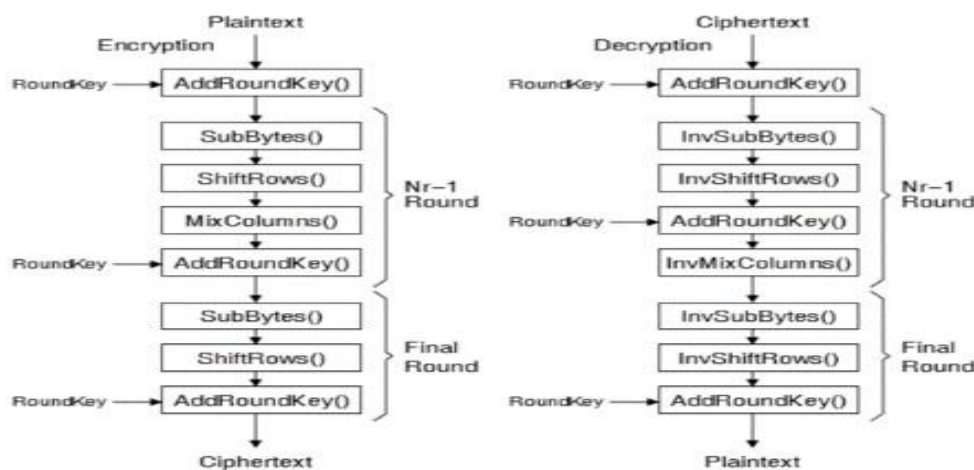 Plaintext
Encryption
RoundKey
AddRoundKey()
SubBytes()
ShiftRows()
MixColumns()
Nr-1
Round
RoundKey
AddRoundKey()
SubBytes()
ShiftRows()
Final
Round
RoundKey
AddRoundKey()
Ciphertext
Ciphertext
Decryption
RoundKey
AddRoundKey()
InvSubBytes()
InvShiftRows()
Nr-1
Round
RoundKey
AddRoundKey()
InvMixColumns()
InvSubBytes()
InvShiftRows()
Final
Round
RoundKey
AddRoundKey()
Plaintext